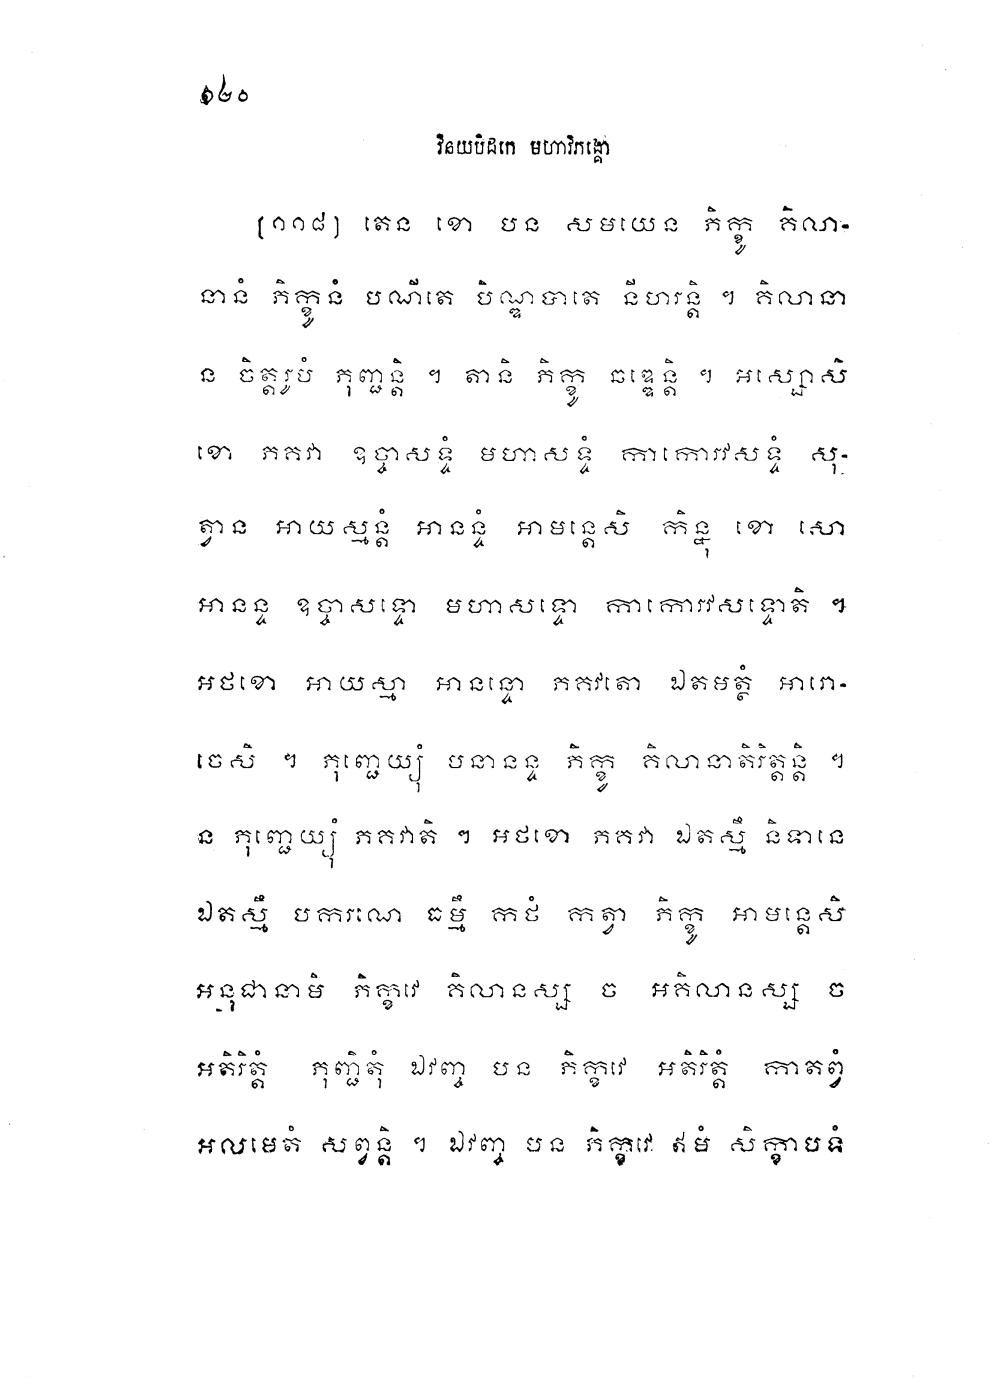 ១៤០
វិនយបិដកេ មហាវិភង្គោ
[១១៨] តេន ខោ បន សមយេន ភិក្ខូ គិណ-
នានំ ភិក្ខូនំ បណីតេ បិណ្ឌបាតេ នីហរន្តិ ។ គិលានា
ន ចិត្តរូបំ ភុញ្ជន្តិ ។ តានិ ភិក្ខូ ឆឌ្ឌេន្តិ ។ អស្សោសិ
ខោ ភគវា ឧច្ចាសទ្ទំ មហាសទ្ទំ កាកោរវសទ្ទំ សុ-
ត្វាន អាយស្មន្តំ អានន្ទំ អាមន្តេសិ កិន្នុ ខោ សោ
អានន្ទ ឧច្ចាសទ្ទោ មហាសទ្ទោ កាកោរវសទ្ទោតិ ។
អថខោ អាយស្មា អានន្ទោ ភគវតោ ឯតមត្ថំ អារោ-
ចេសិ ។ ភុញ្ជេយ្យុំ បនានន្ទ ភិក្ខូ គិលានាតិរិត្តន្តិ ។
ន ភុញ្ជេយ្យុំ ភគវាតិ ។ អថខោ ភគវា ឯតស្មឹ និទានេ
ឯតស្មឹ បករណេ ធម្មឹ កថំ កត្វា ភិក្ខូ អាមន្តេសិ
អនុជានាមិ ភិក្ខវេ គិលានស្ស ច អគិលានស្ស ច
អតិរិត្តំ ភុញ្ជិតុំ ឯវញ្ច បន ភិក្ខវេ អតិរិត្តំ កាតព្វំ
អលមេតំ សព្វន្តិ ។ ឯវញ្ច បន ភិក្ខវេ ឥមំ សិក្ខាបទំ